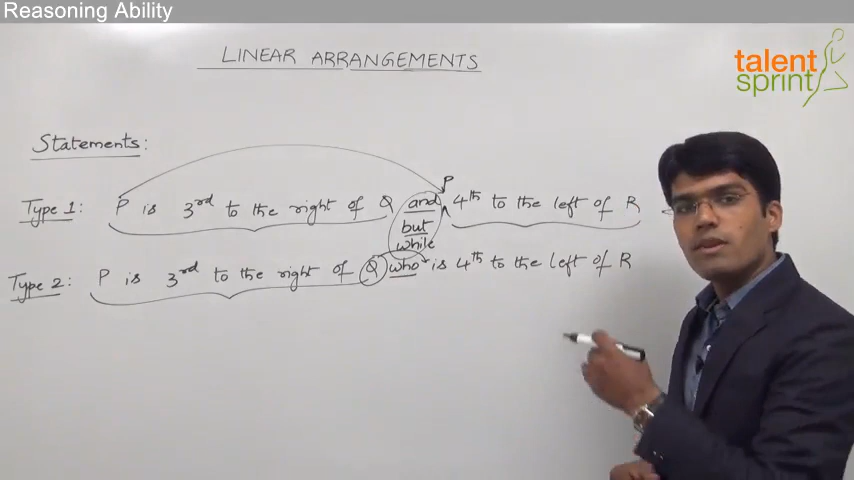 Reasoning Ability
LINEAR ARRANGEMENTS
talent
sprint
Statements:
P
Type 1: P is 3rd to the right of Q and 4th to the left of R
but
while
Type 2: P is 3rd to the right of Q who is 4th to the left of R